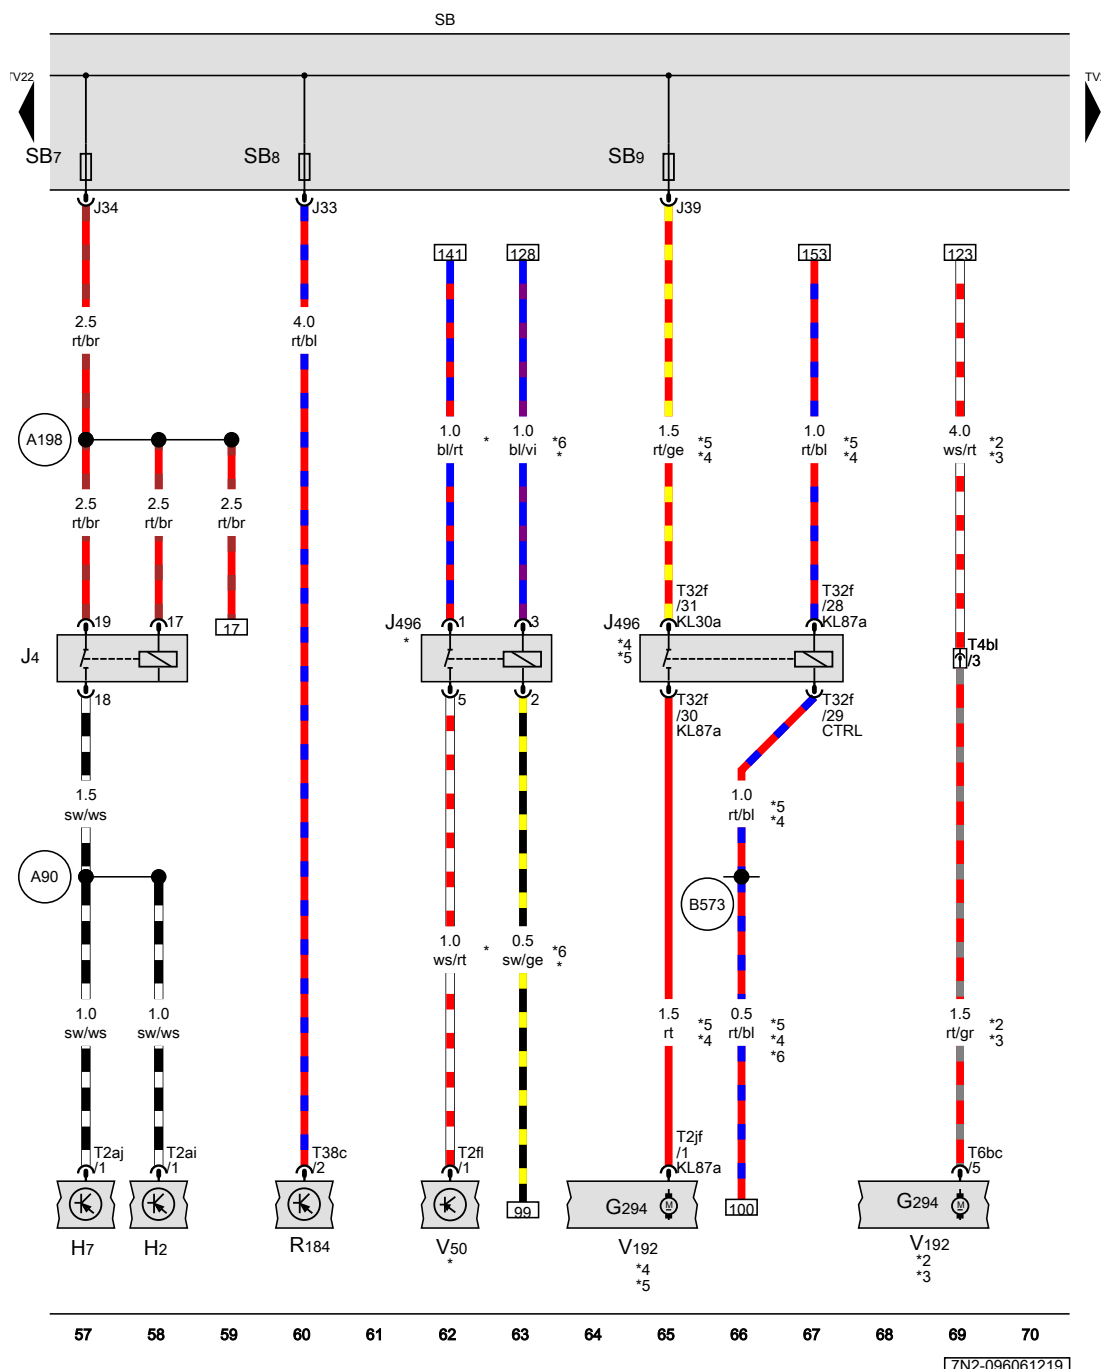 SB
TV22
SB7
SB8
SB9
J34
J33
J39
141
128
153
123
2.5
rt/br
4.0
rt/bl
A198
1.0
bl/rt
*
1.0
bl/vi
*6
*
1.5
rt/ge
*5
*4
1.0
rt/bl
*5
*4
4.0
ws/rt
*2
*3
2.5
rt/br
2.5
rt/br
2.5
rt/br
T32f
/31
KL30a
T32f
/28
KL87a
19
17
17
J496
*
1
3
J496
*4
*5
T4bl
/3
J4
18
5
2
T32f
/30
KL87a
T32f
/29
CTRL
1.5
sw/ws
1.0
rt/bl
*5
*4
A90
B573
1.0
ws/rt
*
0.5
sw/ge
*6
*
1.0
sw/ws
1.0
sw/ws
1.5
rt
*5
*4
0.5
rt/bl
*5
*4
*6
1.5
rt/gr
*2
*3
T2aj
/1
T2ai
/1
T38c
/2
T2fl
/1
T2jf
/1
KL87a
T6bc
/5
99
G294
M
100
G294
M
H7
H2
R184
V50
*
V192
*4
*5
V192
*2
*3
57 58 59 60 61 62 63 64 65 66 67 68 69 70
7N2-096061219